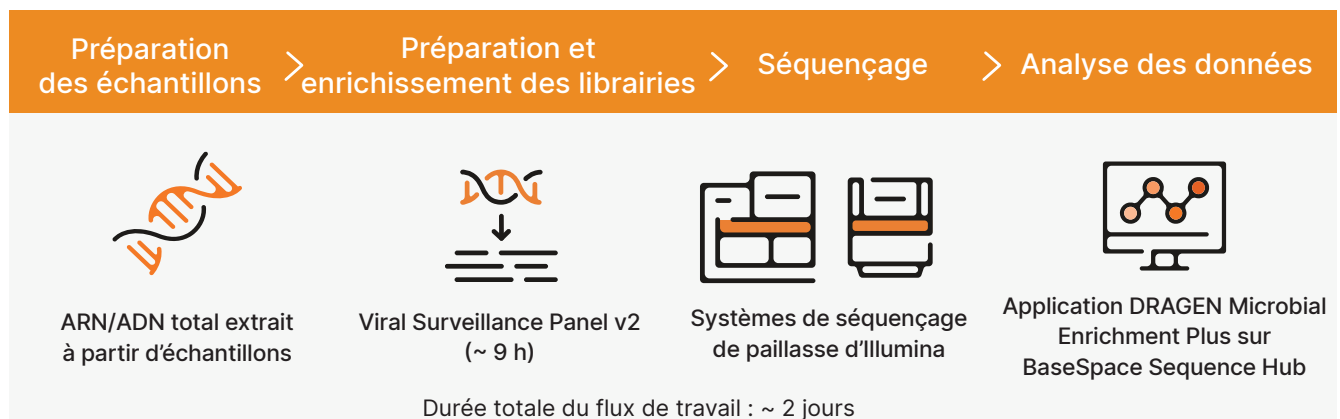 Préparation
des échantillons
Préparation et
enrichissement des librairies
Séquençage
Analyse des données
ARN/ADN total extrait
à partir d'échantillons
Viral Surveillance Panel v2
(~ 9 h)
Systèmes de séquençage
de paillasse d'Illumina
Application DRAGEN Microbial
Enrichment Plus sur
BaseSpace Sequence Hub
Durée totale du flux de travail : ~ 2 jours